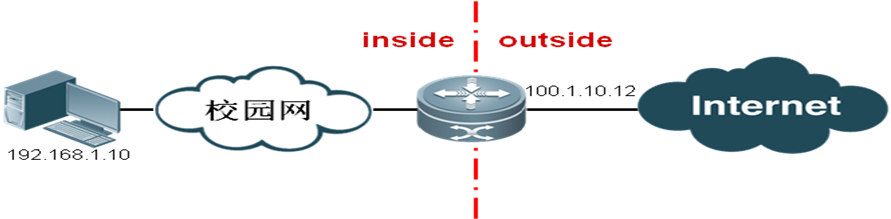 inside
outside
192.168.1.10
校园网
100.1.10.12
Internet